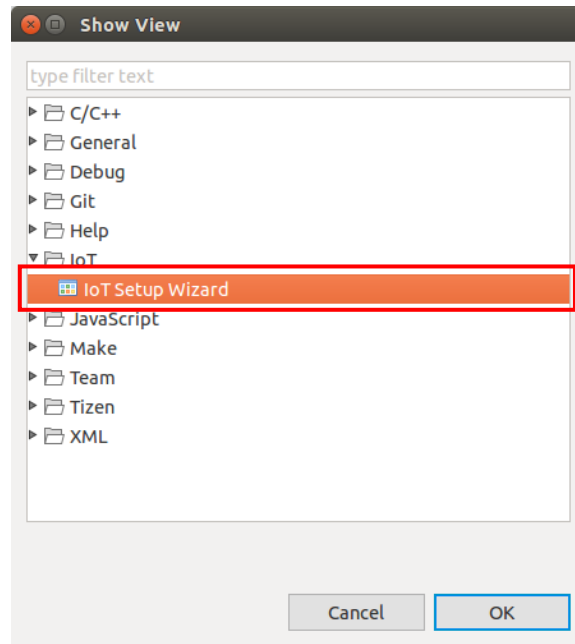 Show View
type filter text
C/C++
General
Debug
Git
Help
IoT
IoT Setup Wizard
JavaScript
Make
Team
Tizen
XML
Cancel OK